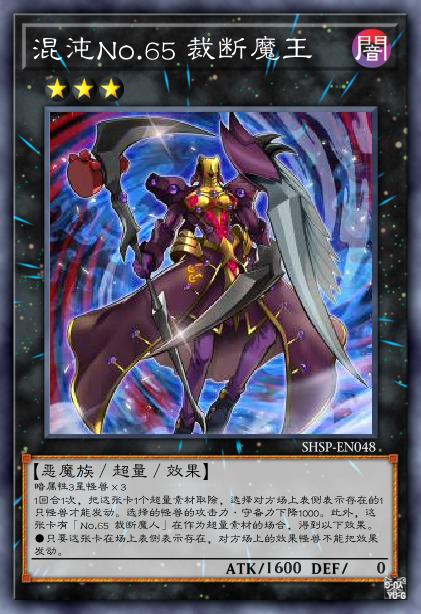 混沌No.65 裁断魔王
闇
SHSP-EN048
【恶魔族／超量／效果】
暗属性3星怪兽×3
1回合1次，把这张卡1个超量素材取除，选择对方场上表侧表示存在的1
只怪兽才能发动。选择的怪兽的攻击力·守备力下降1000。此外，这
张卡有「No.65 裁断魔人」在作为超量素材的场合，得到以下效果。
●只要这张卡在场上表侧表示存在，对方场上的效果怪兽不能把效果
发动。
ATK/1600 DEF/ 0